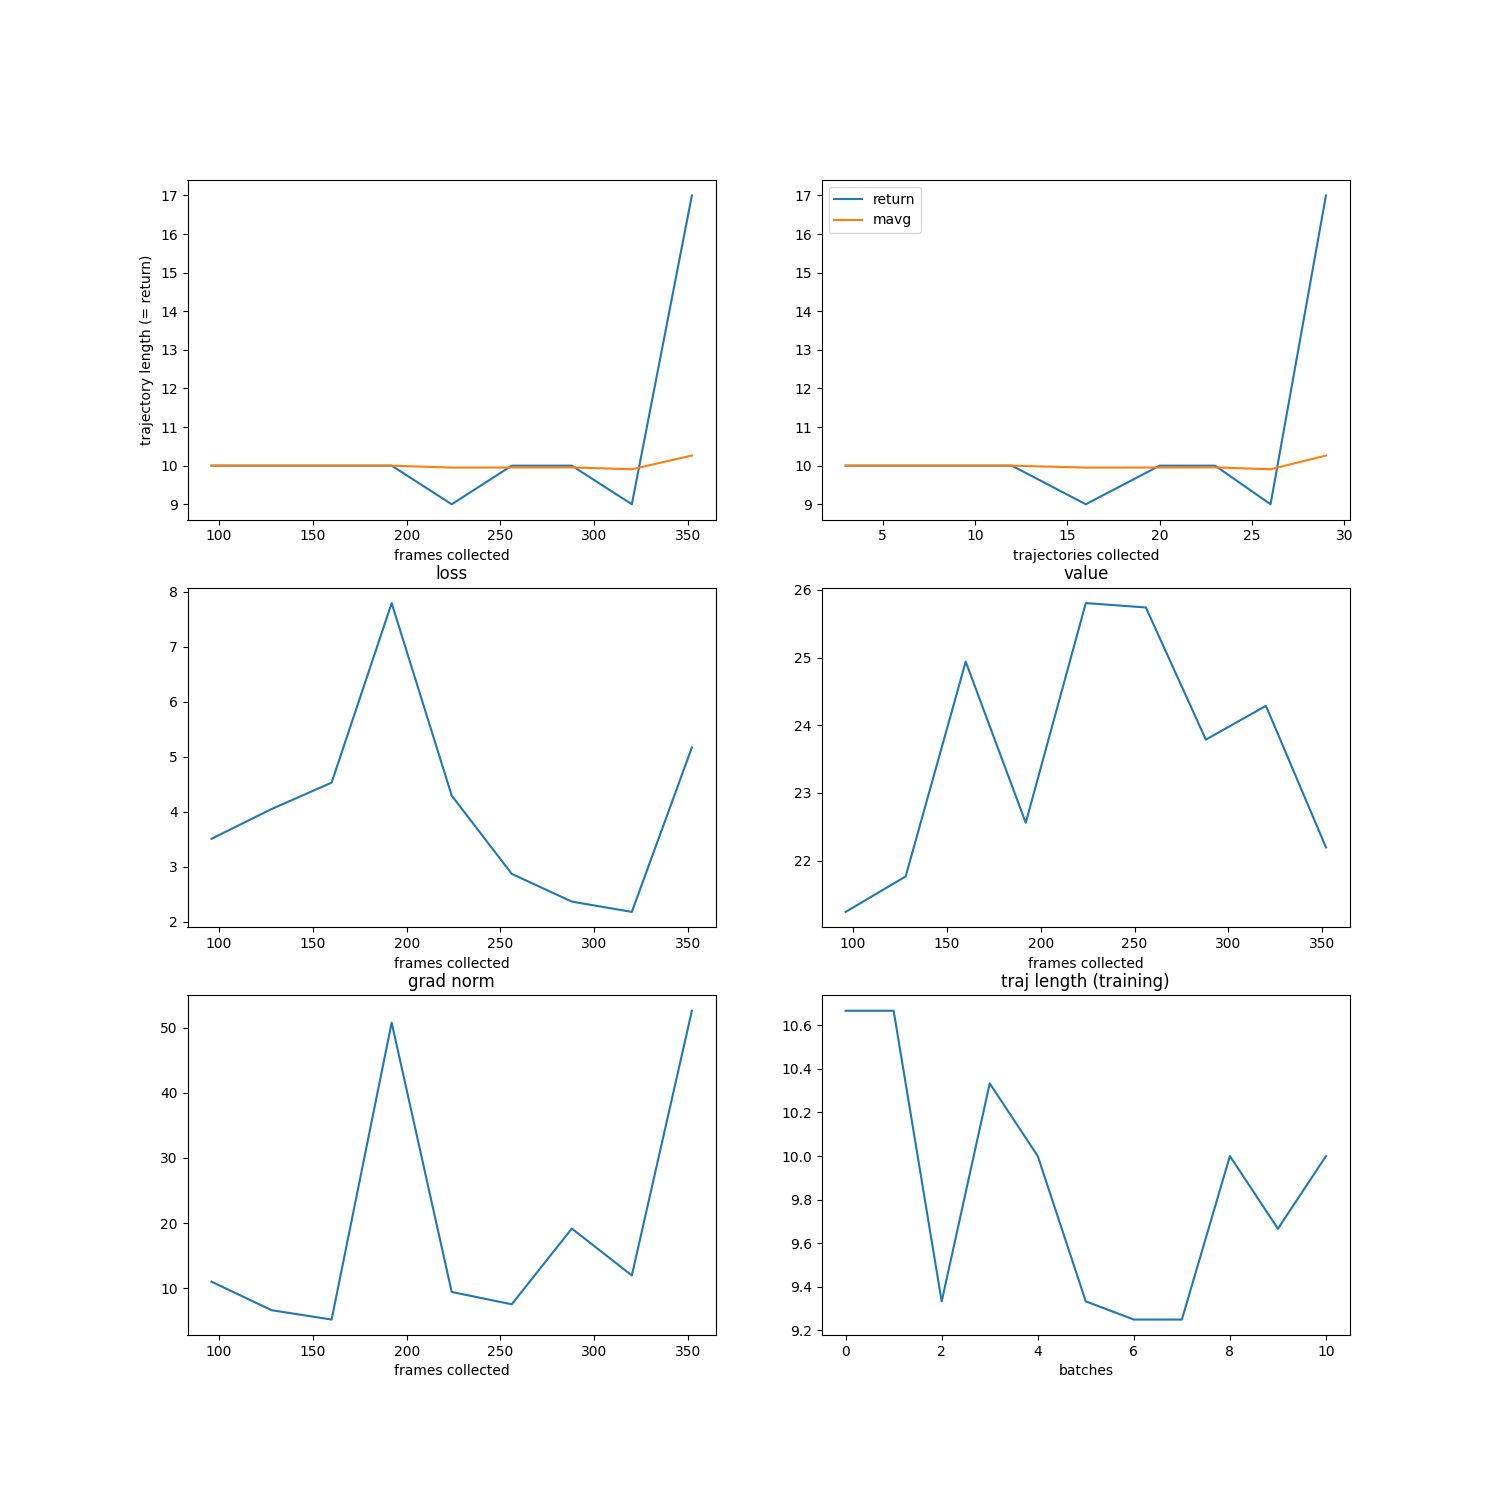 trajectory length (= return)
17
16
15
14
13
12
11
10
9
100 150 200 250 300 350
frames collected
return
mavg
17
16
15
14
13
12
11
10
9
5 10 15 20 25 30
trajectories collected
loss
8
7
6
5
4
3
2
100 150 200 250 300 350
frames collected
value
26
25
24
23
22
100 150 200 250 300 350
frames collected
grad norm
50
40
30
20
10
100 150 200 250 300 350
frames collected
traj length (training)
10.6
10.4
10.2
10.0
9.8
9.6
9.4
9.2
0 2 4 6 8 10
batches